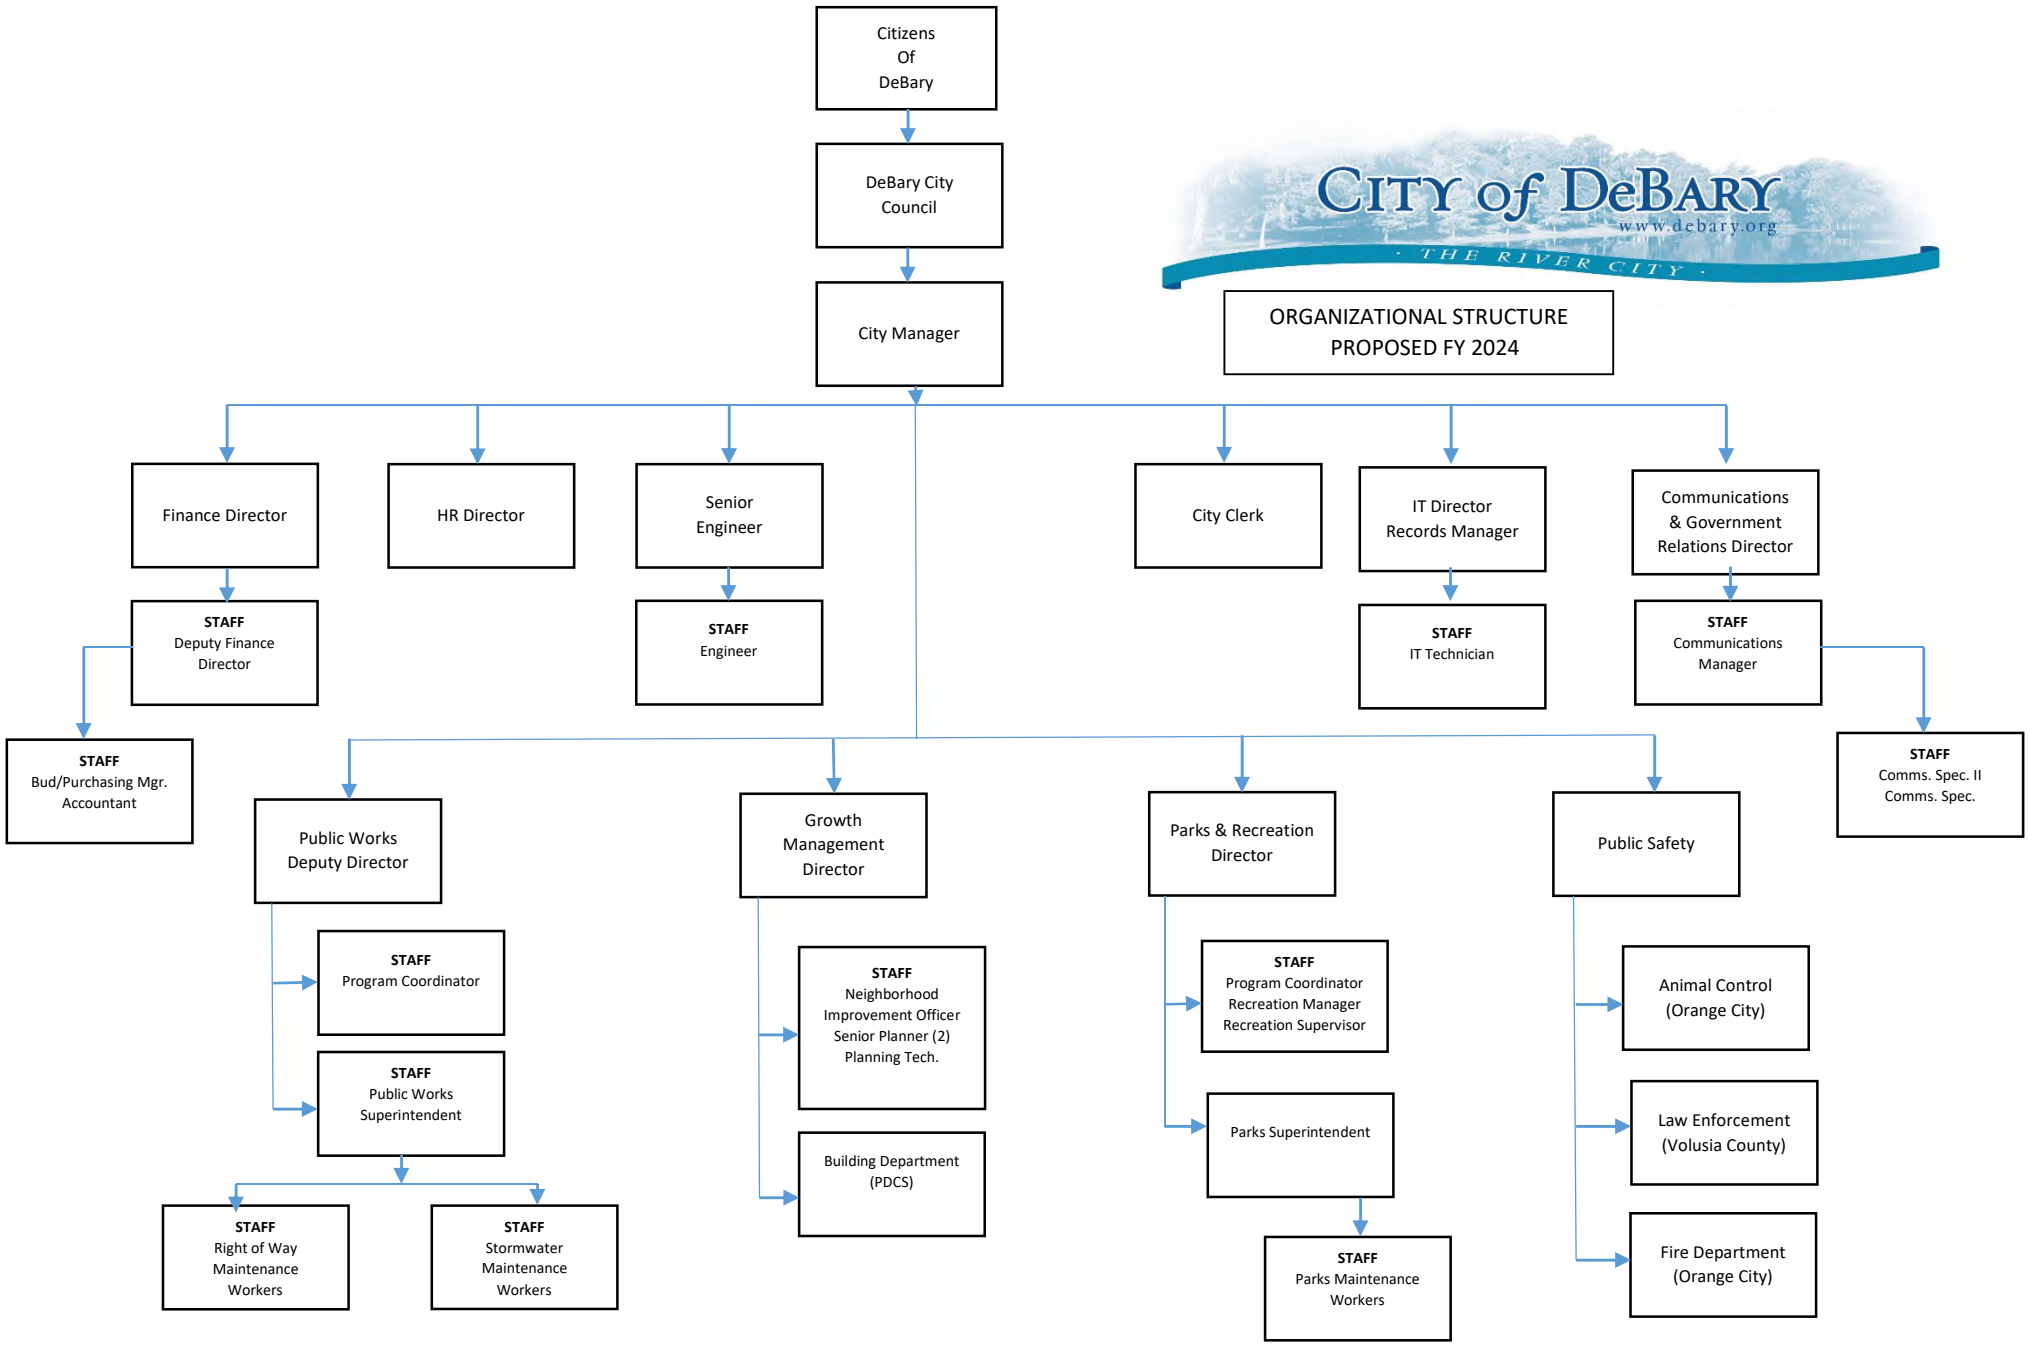 Citizens
Of
DeBary
DeBary City
Council
CITY of DeBARY
www.debary.org
· THE RIVER CITY ·
City Manager
ORGANIZATIONAL STRUCTURE
PROPOSED FY 2024
Finance Director
HR Director
Senior
Engineer
City Clerk
IT Director
Records Manager
Communications
& Government
Relations Director
STAFF
Deputy Finance
Director
STAFF
Engineer
STAFF
IT Technician
STAFF
Communications
Manager
STAFF
Bud/Purchasing Mgr.
Accountant
STAFF
Comms. Spec. II
Comms. Spec.
Public Works
Deputy Director
Growth
Management
Director
Parks & Recreation
Director
Public Safety
STAFF
Program Coordinator
STAFF
Neighborhood
Improvement Officer
Senior Planner (2)
Planning Tech.
STAFF
Program Coordinator
Recreation Manager
Recreation Supervisor
Animal Control
(Orange City)
STAFF
Public Works
Superintendent
Building Department
(PDCS)
Parks Superintendent
Law Enforcement
(Volusia County)
STAFF
Right of Way
Maintenance
Workers
STAFF
Stormwater
Maintenance
Workers
STAFF
Parks Maintenance
Workers
Fire Department
(Orange City)